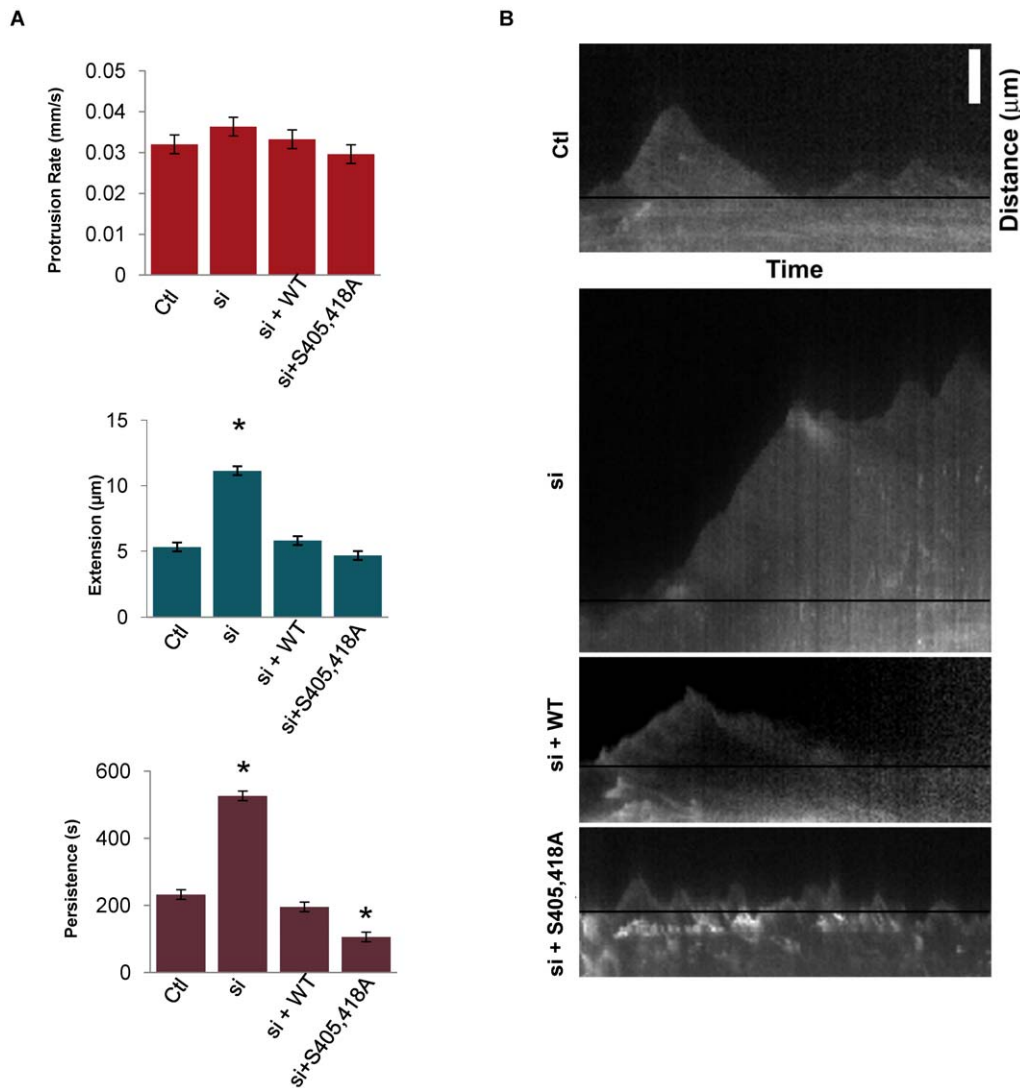 A
Protrusion Rate (mm/s)
0.05
0.04
0.03
0.02
0.01
0
Ctl
si
si + WT
si+S405,418A
Extension (μm)
15
10
5
0
*
Ctl
si
si + WT
si+S405,418A
Persistence (s)
600
400
200
0
*
*
Ctl
si
si + WT
si+S405,418A
B
Ctl
Distance (μm)
Time
si
si + WT
si + S405,418A